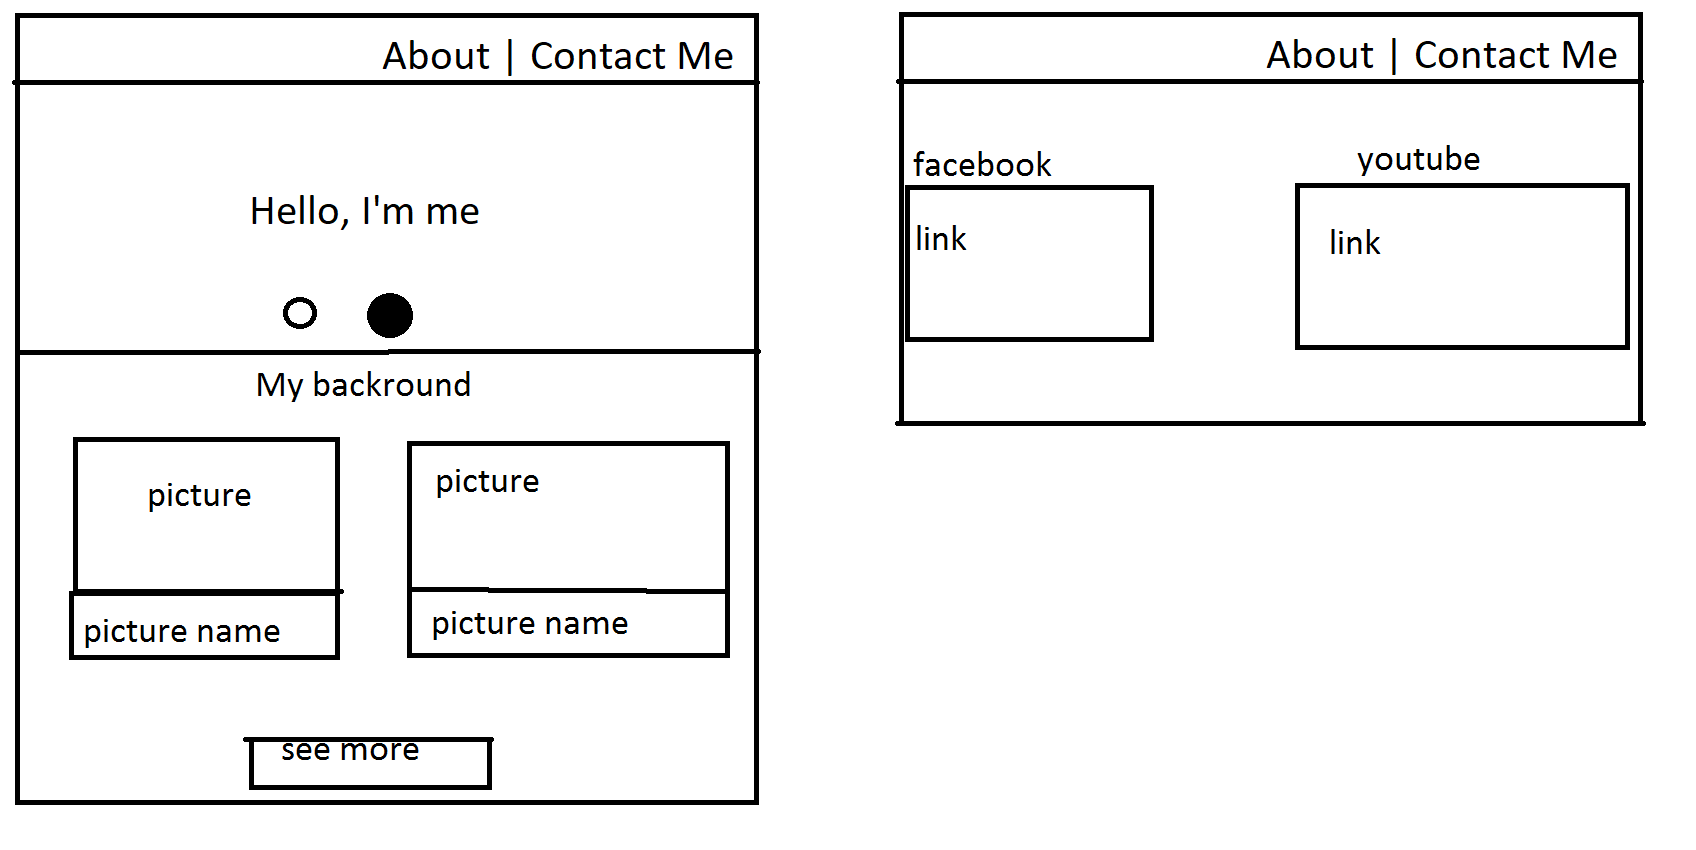 About | Contact Me
Hello, I'm me
My backround
picture
picture
picture name
picture name
see more
About | Contact Me
facebook
youtube
link
link